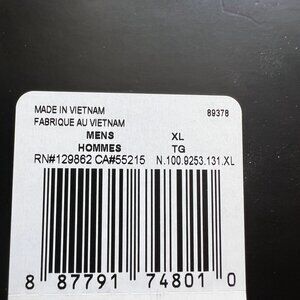 MADE IN VIETNAM 89378
FABRIQUE AU VIETNAM
MENS XL
HOMMES TG
RN#129862 CA#55215 N.100.9253.131.XL
8 87791 74801 0